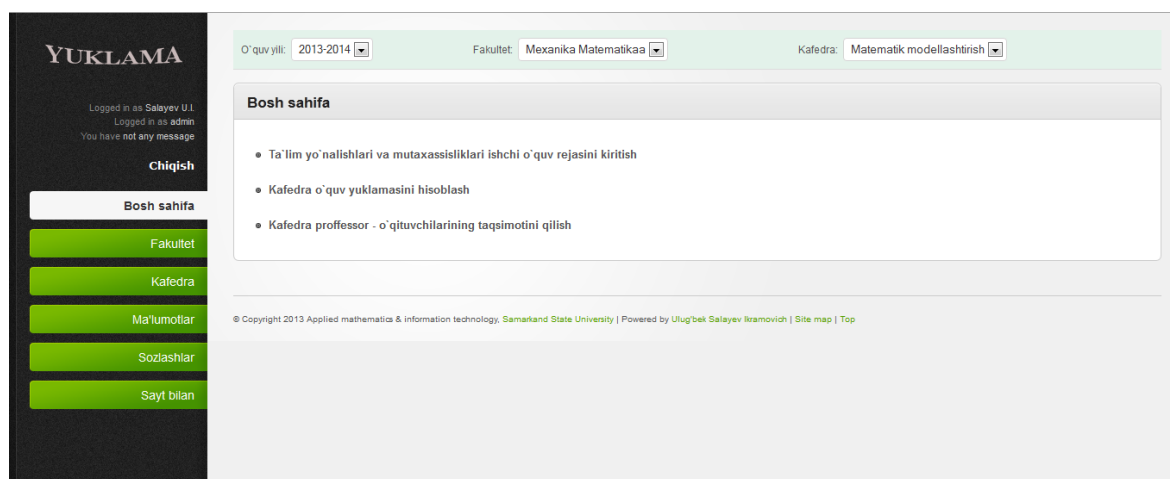 YUKLAMA
Logged in as Salayev U.I.
Logged in as admin
You have not any message
Chiqish
Bosh sahifa
Fakultet
Kafedra
Ma'lumotlar
Sozlashlar
Sayt bilan
O`quv yili: 2013-2014 Fakultet: Mexanika Matematikaa Kafedra: Matematik modellashtirish
Bosh sahifa
Ta`lim yo`nalishlari va mutaxassisliklari ishchi o`quv rejasini kiritish
Kafedra o`quv yuklamasini hisoblash
Kafedra proffessor - o`qituvchilarining taqsimotini qilish
© Copyright 2013 Applied mathematics & information technology, Samarkand State University | Powered by Ulug'bek Salayev Ikramovich | Site map | Top